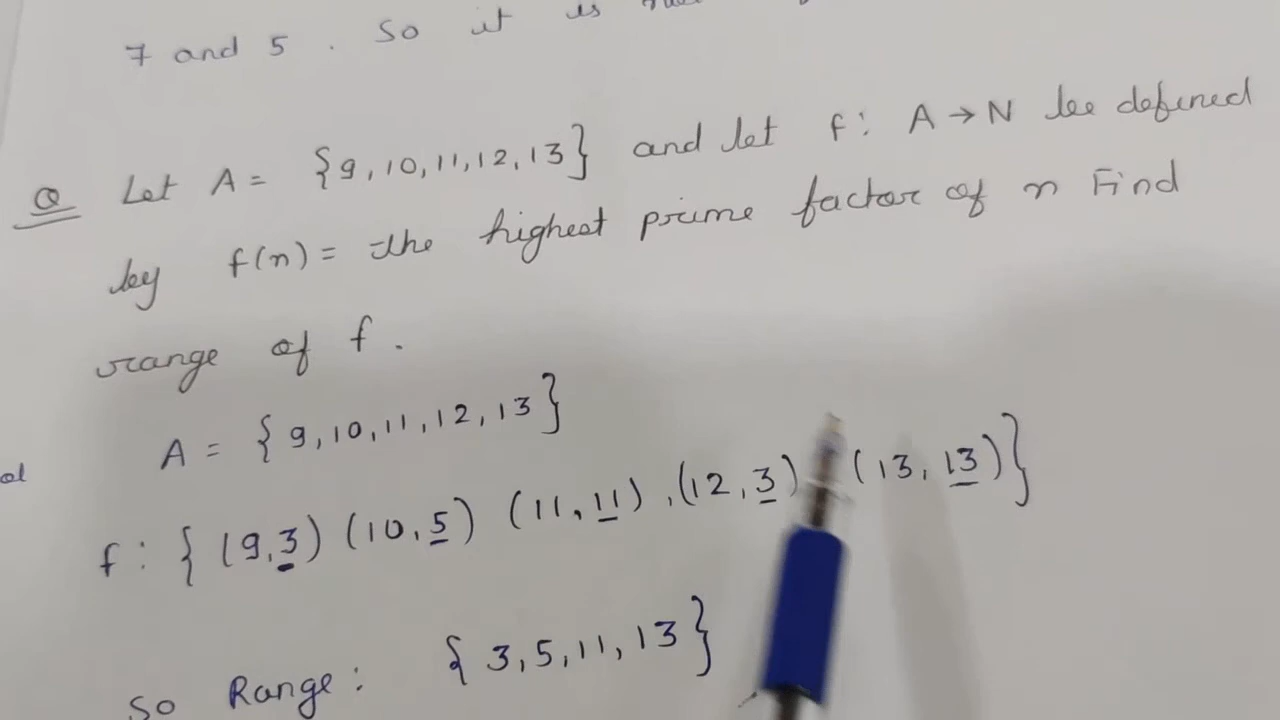 7 and 5. So it is
Q Let A = {9,10,11,12,13} and let f: A→N be defined
by f(n) = the highest prime factor of n Find
range of f.
A = {9,10,11,12,13}
f: {(9,3) (10,5) (11,11),(12,3) (13,13)}
So Range: {3,5,11,13}